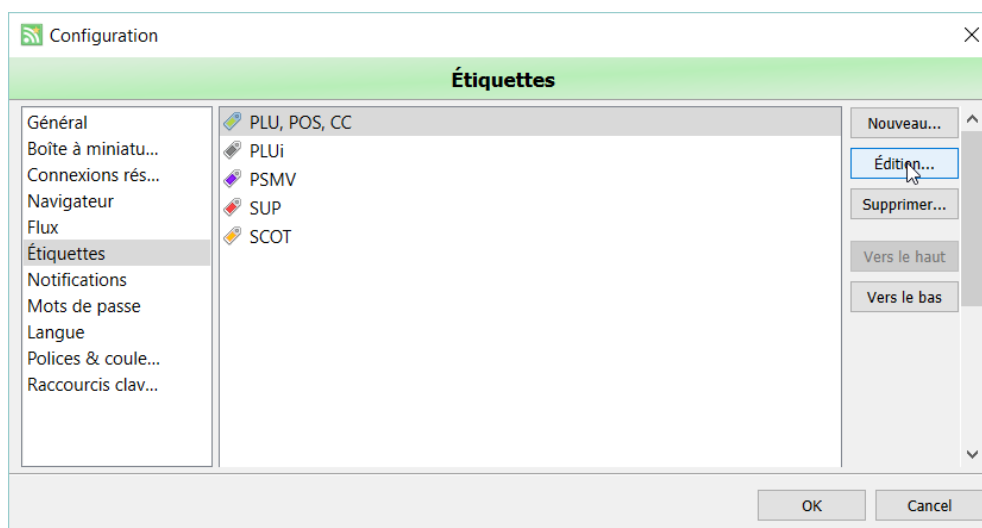 Configuration
Étiquettes
Général
Boîte à miniatu...
Connexions rés...
Navigateur
Flux
Étiquettes
Notifications
Mots de passe
Langue
Polices & coule...
Raccourcis clav...
PLU, POS, CC
PLUi
PSMV
SUP
SCOT
Nouveau...
Édition...
Supprimer...
Vers le haut
Vers le bas
OK
Cancel